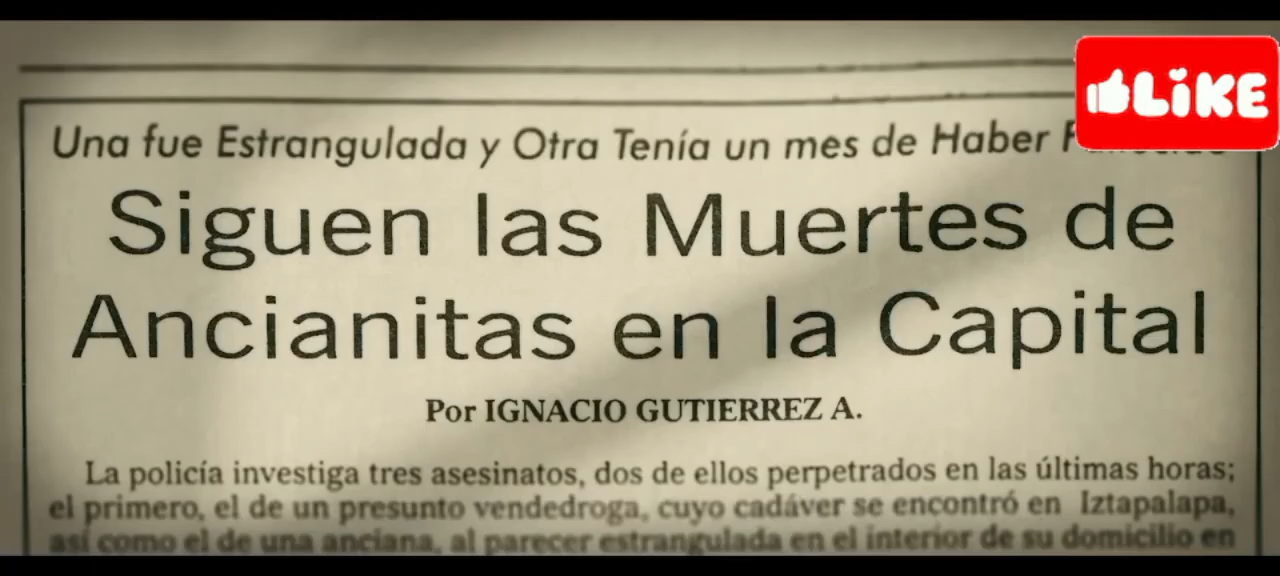 LiKE
Una fue Estrangulada y Otra Tenía un mes de Haber
Siguen las Muertes de
Ancianitas en la Capital
Por IGNACIO GUTIERREZ A.
La policía investiga tres asesinatos, dos de ellos perpetrados en las últimas horas;
el primero, el de un presunto vendedroga, cuyo cadáver se encontró en Iztapalapa,
así como el de una anciana, al parecer estrangulada en el interior de su domicilio en